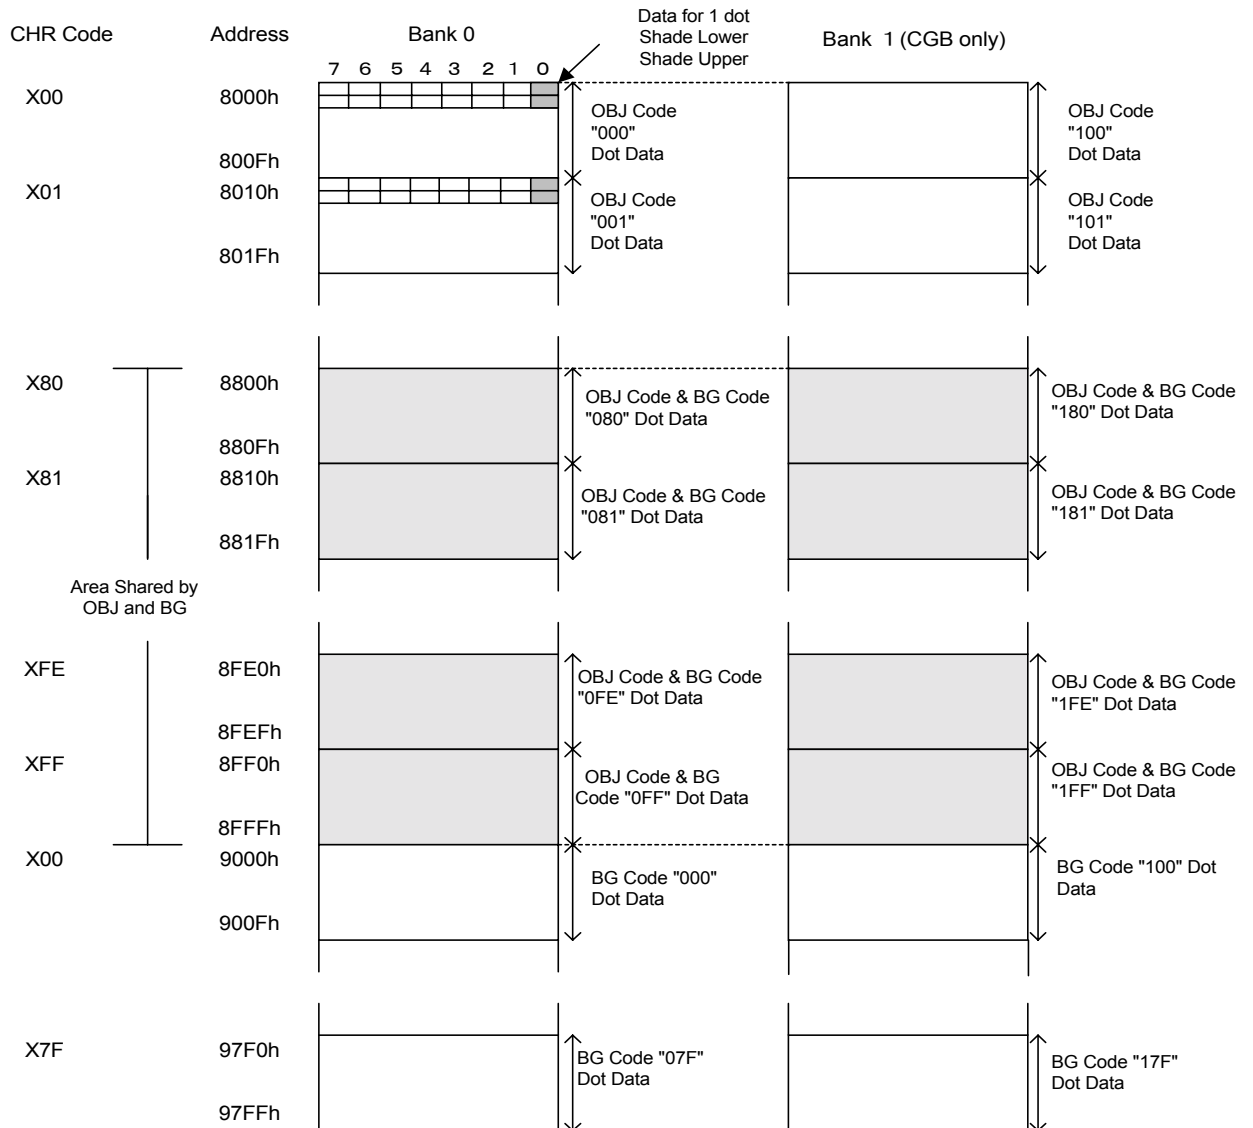 Data for 1 dot
Shade Lower
Shade Upper
CHR Code Address Bank 0 Bank 1 (CGB only)
7 6 5 4 3 2 1 0
X00 8000h
OBJ Code
"000"
Dot Data
OBJ Code
"100"
Dot Data
800Fh
X01 8010h
OBJ Code
"001"
Dot Data
OBJ Code
"101"
Dot Data
801Fh
X80 8800h
OBJ Code & BG Code
"080" Dot Data
OBJ Code & BG Code
"180" Dot Data
880Fh
X81 8810h
OBJ Code & BG Code
"081" Dot Data
OBJ Code & BG Code
"181" Dot Data
881Fh
Area Shared by
OBJ and BG
XFE 8FE0h
OBJ Code & BG Code
"0FE" Dot Data
OBJ Code & BG Code
"1FE" Dot Data
8FEFh
XFF 8FF0h
OBJ Code & BG
Code "0FF" Dot Data
OBJ Code & BG Code
"1FF" Dot Data
8FFFh
X00 9000h
BG Code "000"
Dot Data
BG Code "100" Dot
Data
900Fh
X7F 97F0h
BG Code "07F"
Dot Data
BG Code "17F"
Dot Data
97FFh